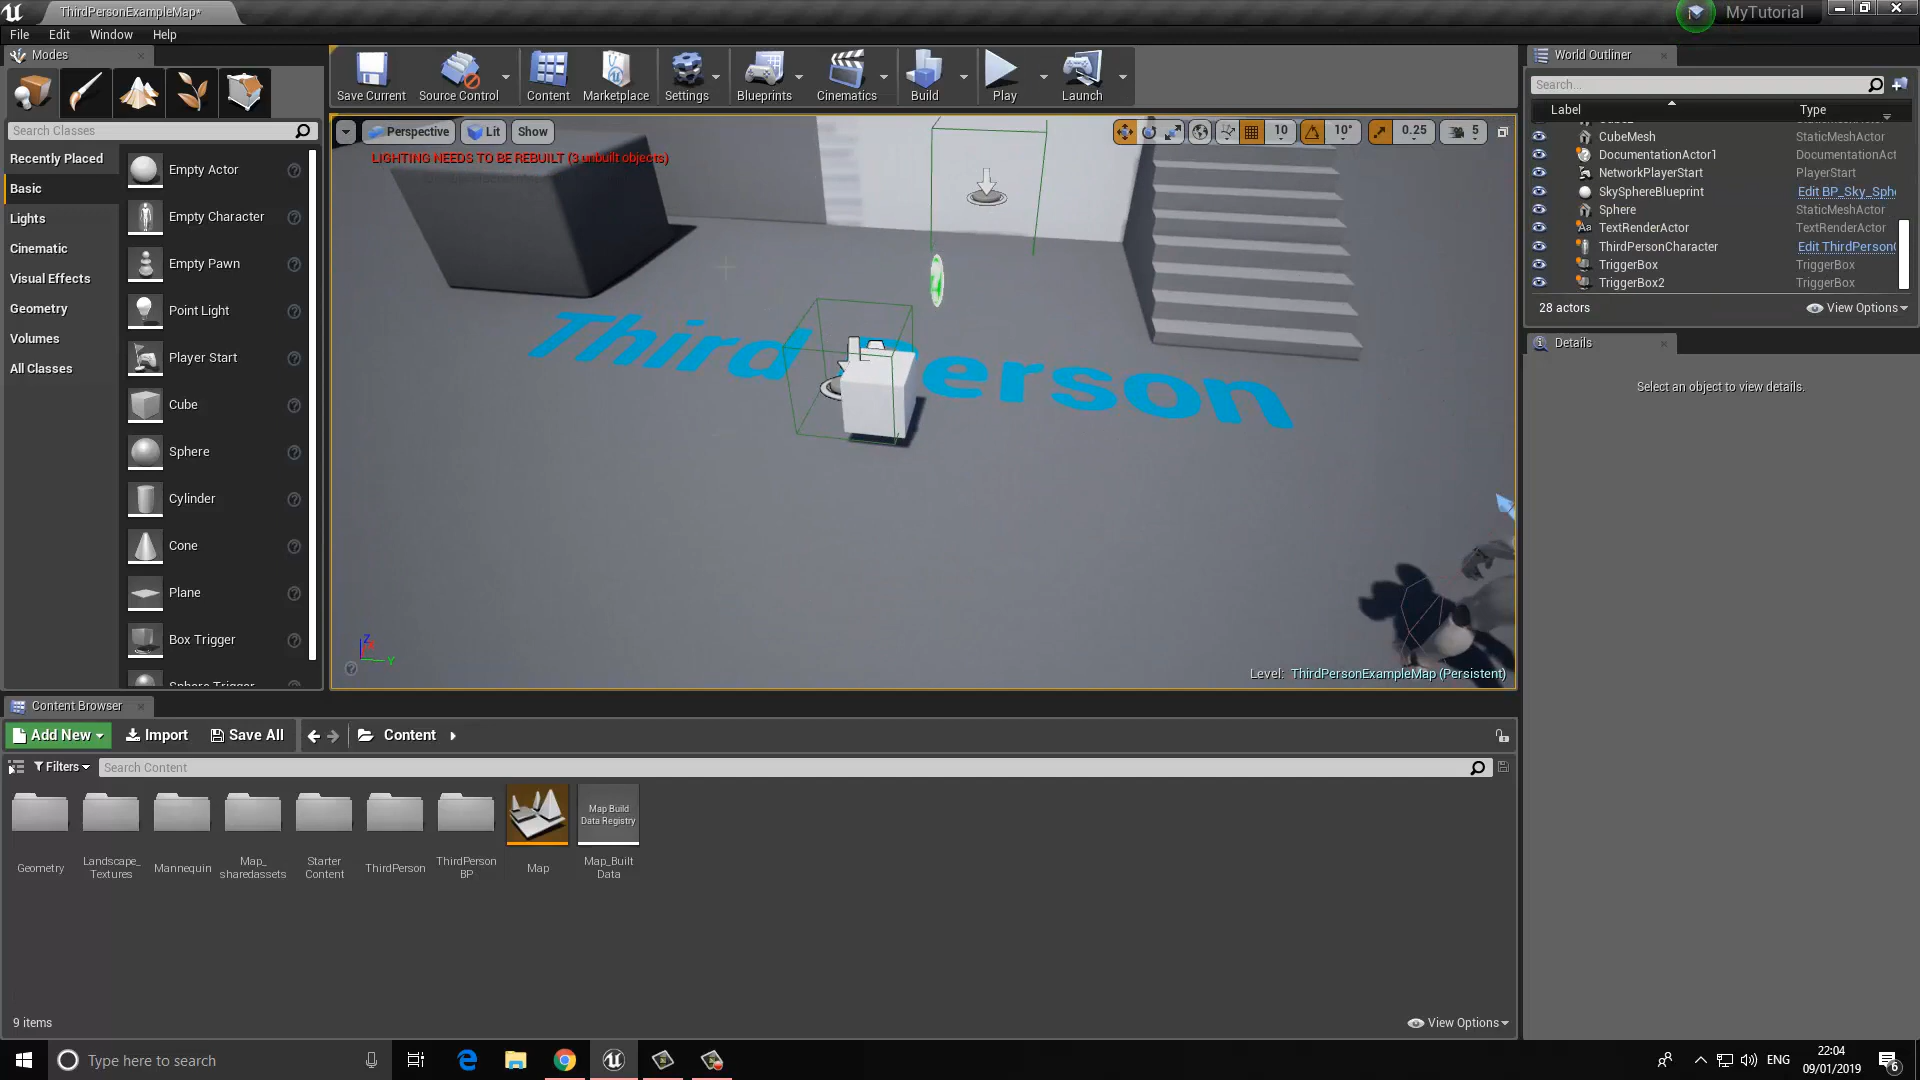 ThirdPersonExampleMap*
MyTutorial
File Edit Window Help
Modes
Search Classes
Recently Placed
Basic
Lights
Cinematic
Visual Effects
Geometry
Volumes
All Classes
Empty Actor
Empty Character
Empty Pawn
Point Light
Player Start
Cube
Sphere
Cylinder
Cone
Plane
Box Trigger
Sphere Trigger
Save Current Source Control Content Marketplace Settings Blueprints Cinematics Build Play Launch
Perspective Lit Show
10 10° 0.25 5
LIGHTING NEEDS TO BE REBUILT (3 unbuilt objects)
Third Person
Z
Y
Level: ThirdPersonExampleMap (Persistent)
World Outliner
Search...
Label Type
CubeMesh StaticMeshActor
DocumentationActor1 DocumentationAct
NetworkPlayerStart PlayerStart
SkySphereBlueprint Edit BP_Sky_Sphe
Sphere StaticMeshActor
TextRenderActor TextRenderActor
ThirdPersonCharacter Edit ThirdPerson
TriggerBox TriggerBox
TriggerBox2 TriggerBox
28 actors View Options
Details
Select an object to view details.
Content Browser
Add New Import Save All Content
Filters Search Content
Map Build
Data Registry
Geometry
Landscape_
Textures
Mannequin
Map_
sharedassets
Starter
Content
ThirdPerson
ThirdPerson
BP
Map
Map_Built
Data
9 items View Options
Type here to search
ENG
22:04
09/01/2019
6